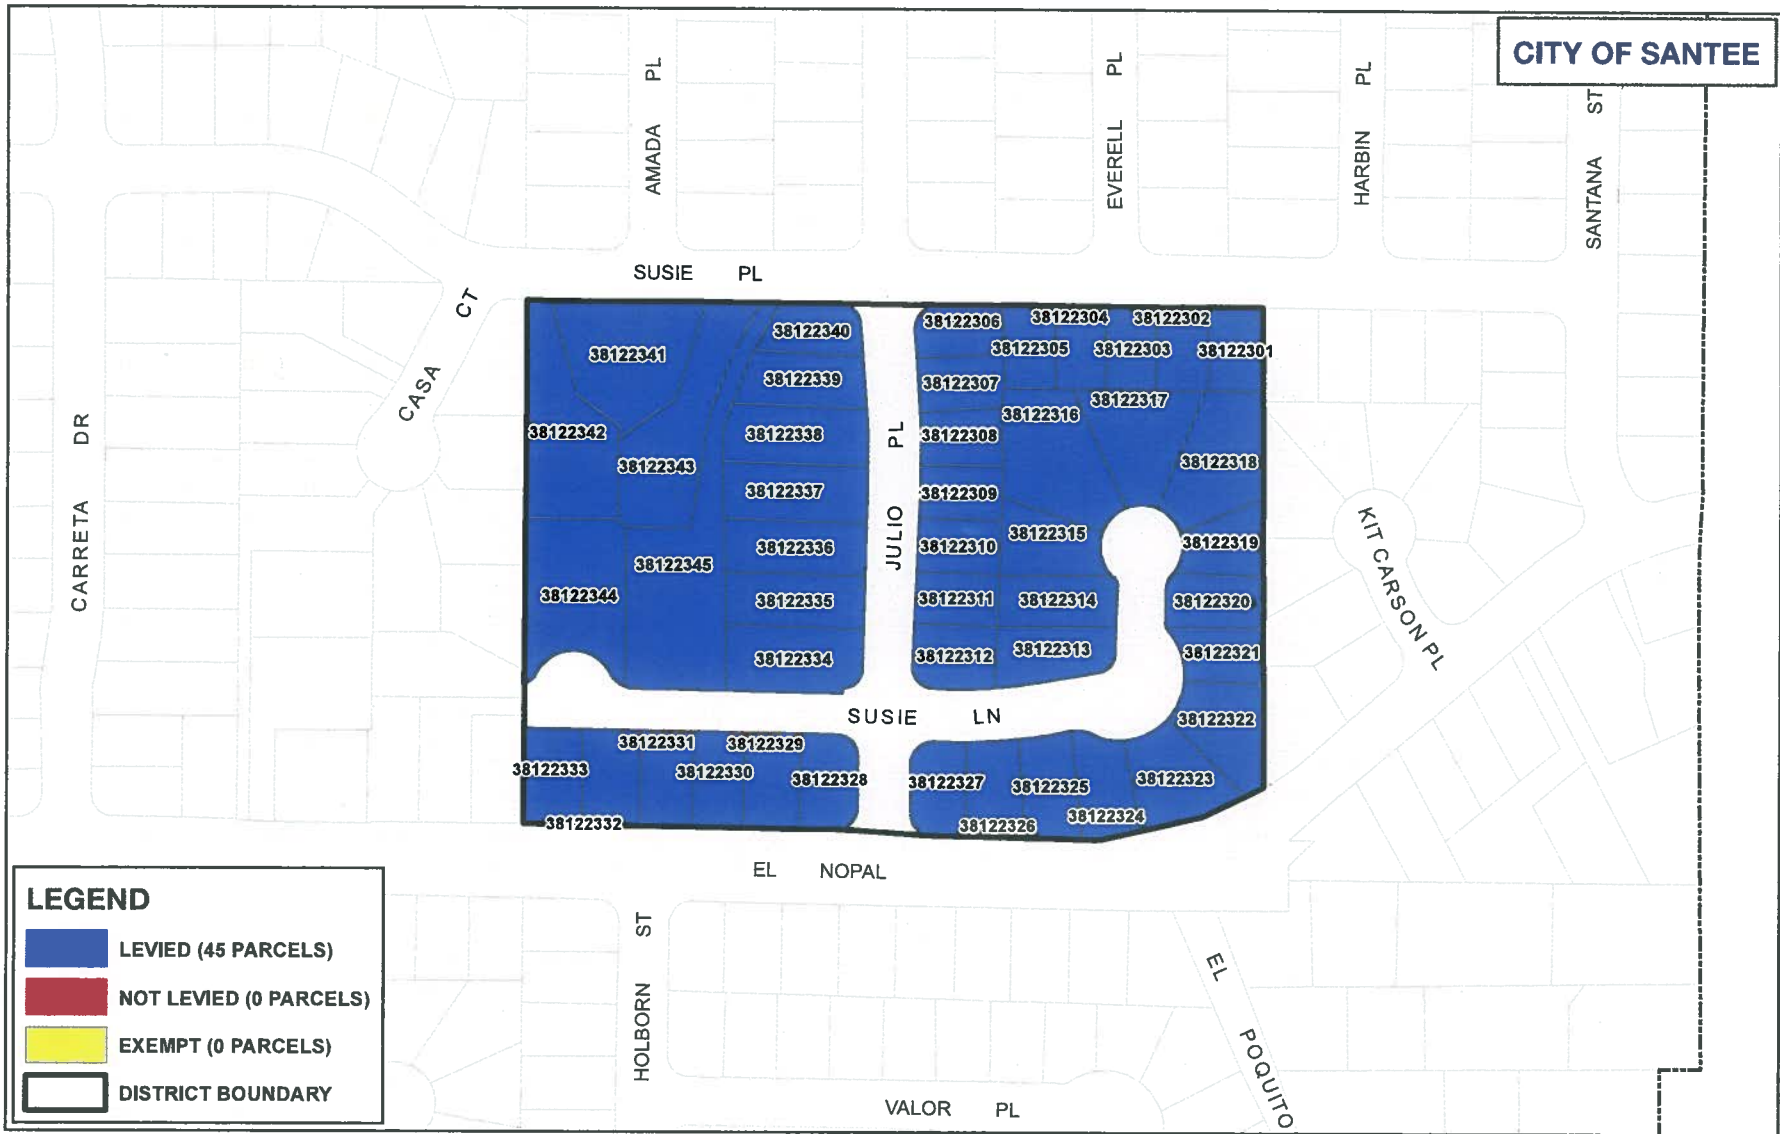 CITY OF SANTEE
AMADA PL
EVERELL PL
HARBIN PL
SANTANA ST
SUSIE PL
CASA CT
CARRETA DR
JULIO PL
KIT CARSON PL
38122340
38122306
38122304
38122302
38122341
38122305
38122303
38122301
38122339
38122307
38122317
38122316
38122342
38122338
38122308
38122343
38122318
38122337
38122309
38122315
38122336
38122310
38122319
38122345
38122344
38122335
38122311
38122314
38122320
38122334
38122312
38122313
38122321
SUSIE LN
38122322
38122331
38122329
38122333
38122330
38122328
38122327
38122325
38122323
38122332
38122326
38122324
EL NOPAL
HOLBORN ST
EL POQUITO
VALOR PL
LEGEND
LEVIED (45 PARCELS)
NOT LEVIED (0 PARCELS)
EXEMPT (0 PARCELS)
DISTRICT BOUNDARY